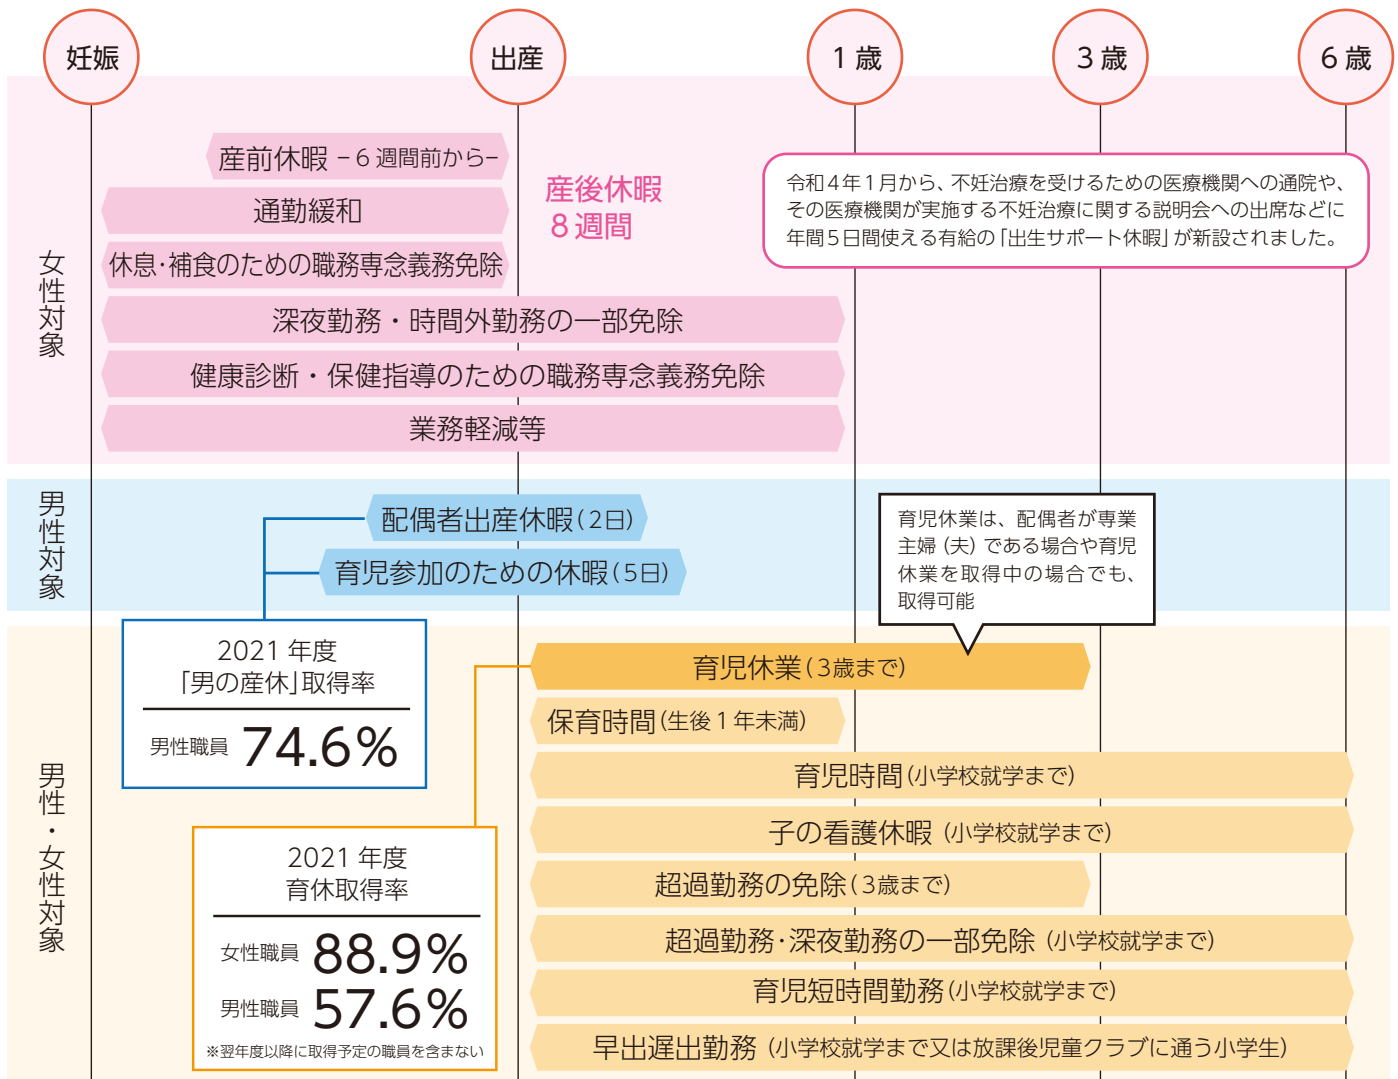 妊娠
出産
1歳
3歳
6歳
女性対象
産前休暇 −6週間前から−
通勤緩和
休息・補食のための職務専念義務免除
深夜勤務・時間外勤務の一部免除
健康診断・保健指導のための職務専念義務免除
業務軽減等
産後休暇
8週間
令和4年1月から、不妊治療を受けるための医療機関への通院や、
その医療機関が実施する不妊治療に関する説明会への出席などに
年間5日間使える有給の「出生サポート休暇」が新設されました。
男性対象
配偶者出産休暇(2日)
育児参加のための休暇(5日)
2021年度
「男の産休」取得率
男性職員 74.6%
育児休業は、配偶者が専業
主婦(夫)である場合や育児
休業を取得中の場合でも、
取得可能
男性・女性対象
育児休業(3歳まで)
保育時間(生後1年未満)
育児時間(小学校就学まで)
子の看護休暇(小学校就学まで)
超過勤務の免除(3歳まで)
超過勤務・深夜勤務の一部免除(小学校就学まで)
育児短時間勤務(小学校就学まで)
早出遅出勤務(小学校就学まで又は放課後児童クラブに通う小学生)
2021年度
育休取得率
女性職員 88.9%
男性職員 57.6%
※翌年度以降に取得予定の職員を含まない